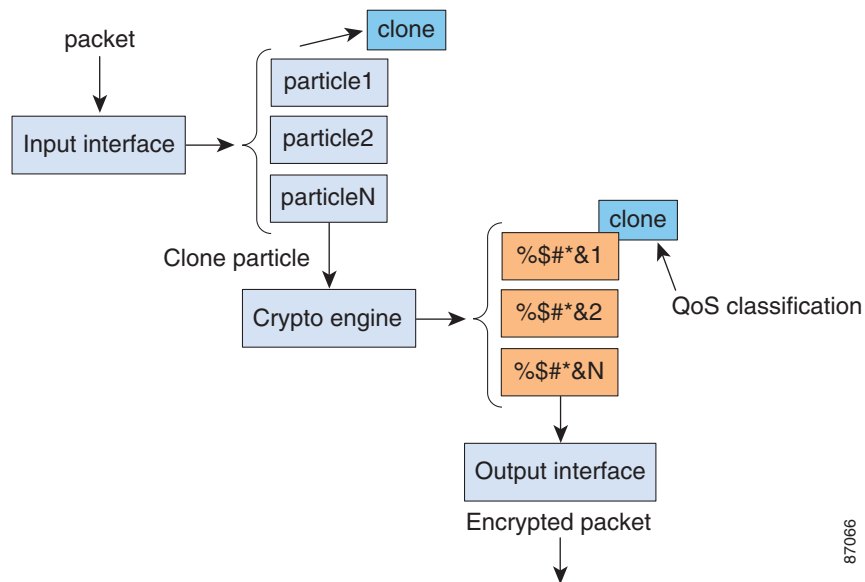 packet
clone
particle1
Input interface
particle2
particleN
Clone particle
clone
%$#*&1
Crypto engine
%$#*&2
QoS classification
%$#*&N
Output interface
Encrypted packet
87066